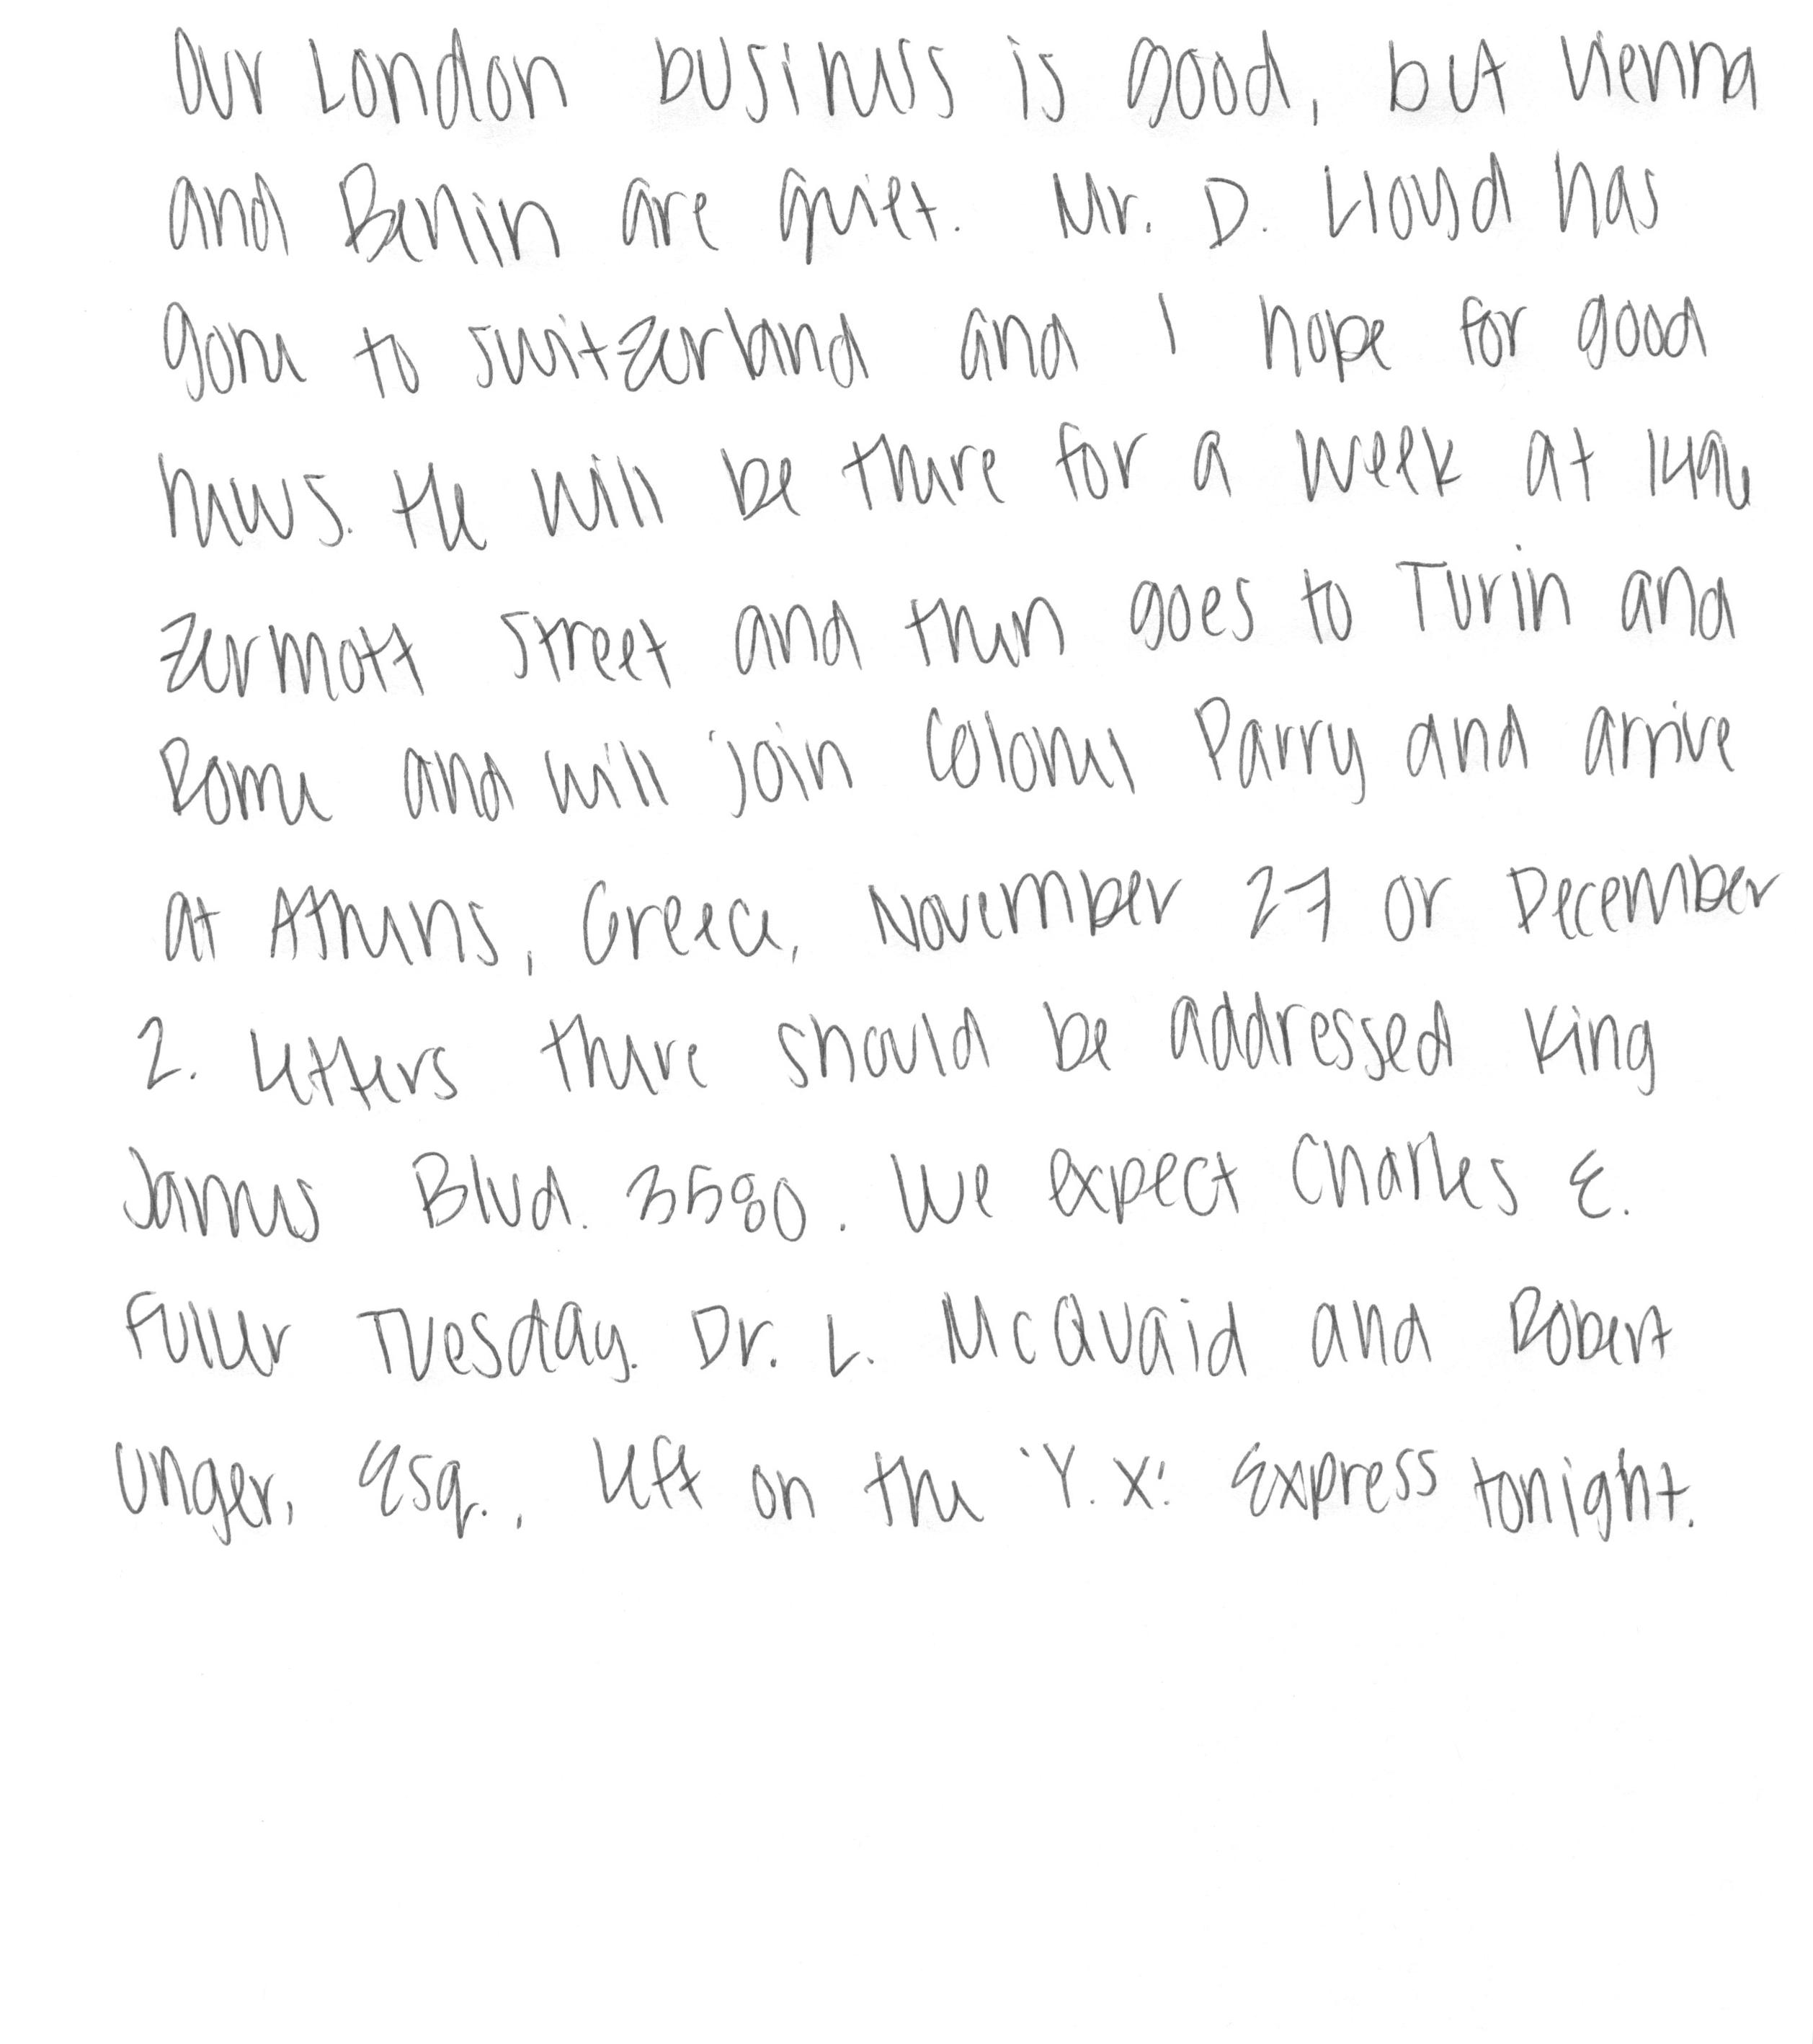 Our London business is good, but Vienna
and Berlin are quiet. Mr. D. Lloyd has
gone to Switzerland and I hope for good
news. He will be there for a week at 1496
Zermott Street and then goes to Turin and
Rome and will join Colony Parry and arrive
at Athens, Greece, November 27 or December
2. Letters there should be addressed King
James Blvd. 3580. We expect Charles E.
Fuller Tuesday. Dr. L. McQuaid and Robert
Unger, Esq., left on the 'Y. X.' Express tonight.